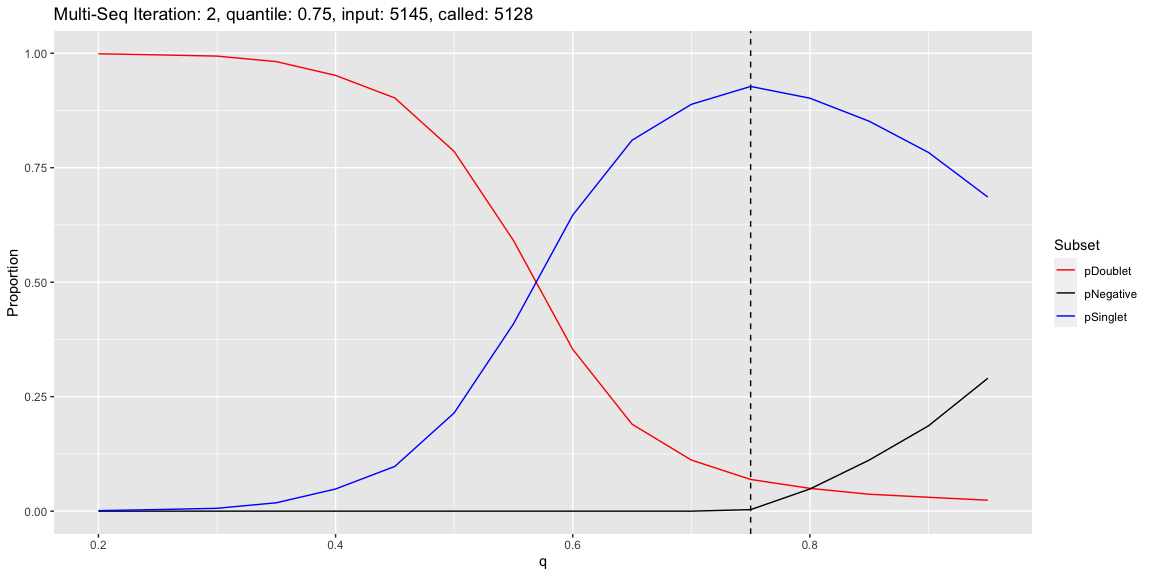 Multi-Seq Iteration: 2, quantile: 0.75, input: 5145, called: 5128
1.00
0.75
0.50
0.25
0.00
Proportion
0.2
0.4
0.6
0.8
q
Subset
pDoublet
pNegative
pSinglet